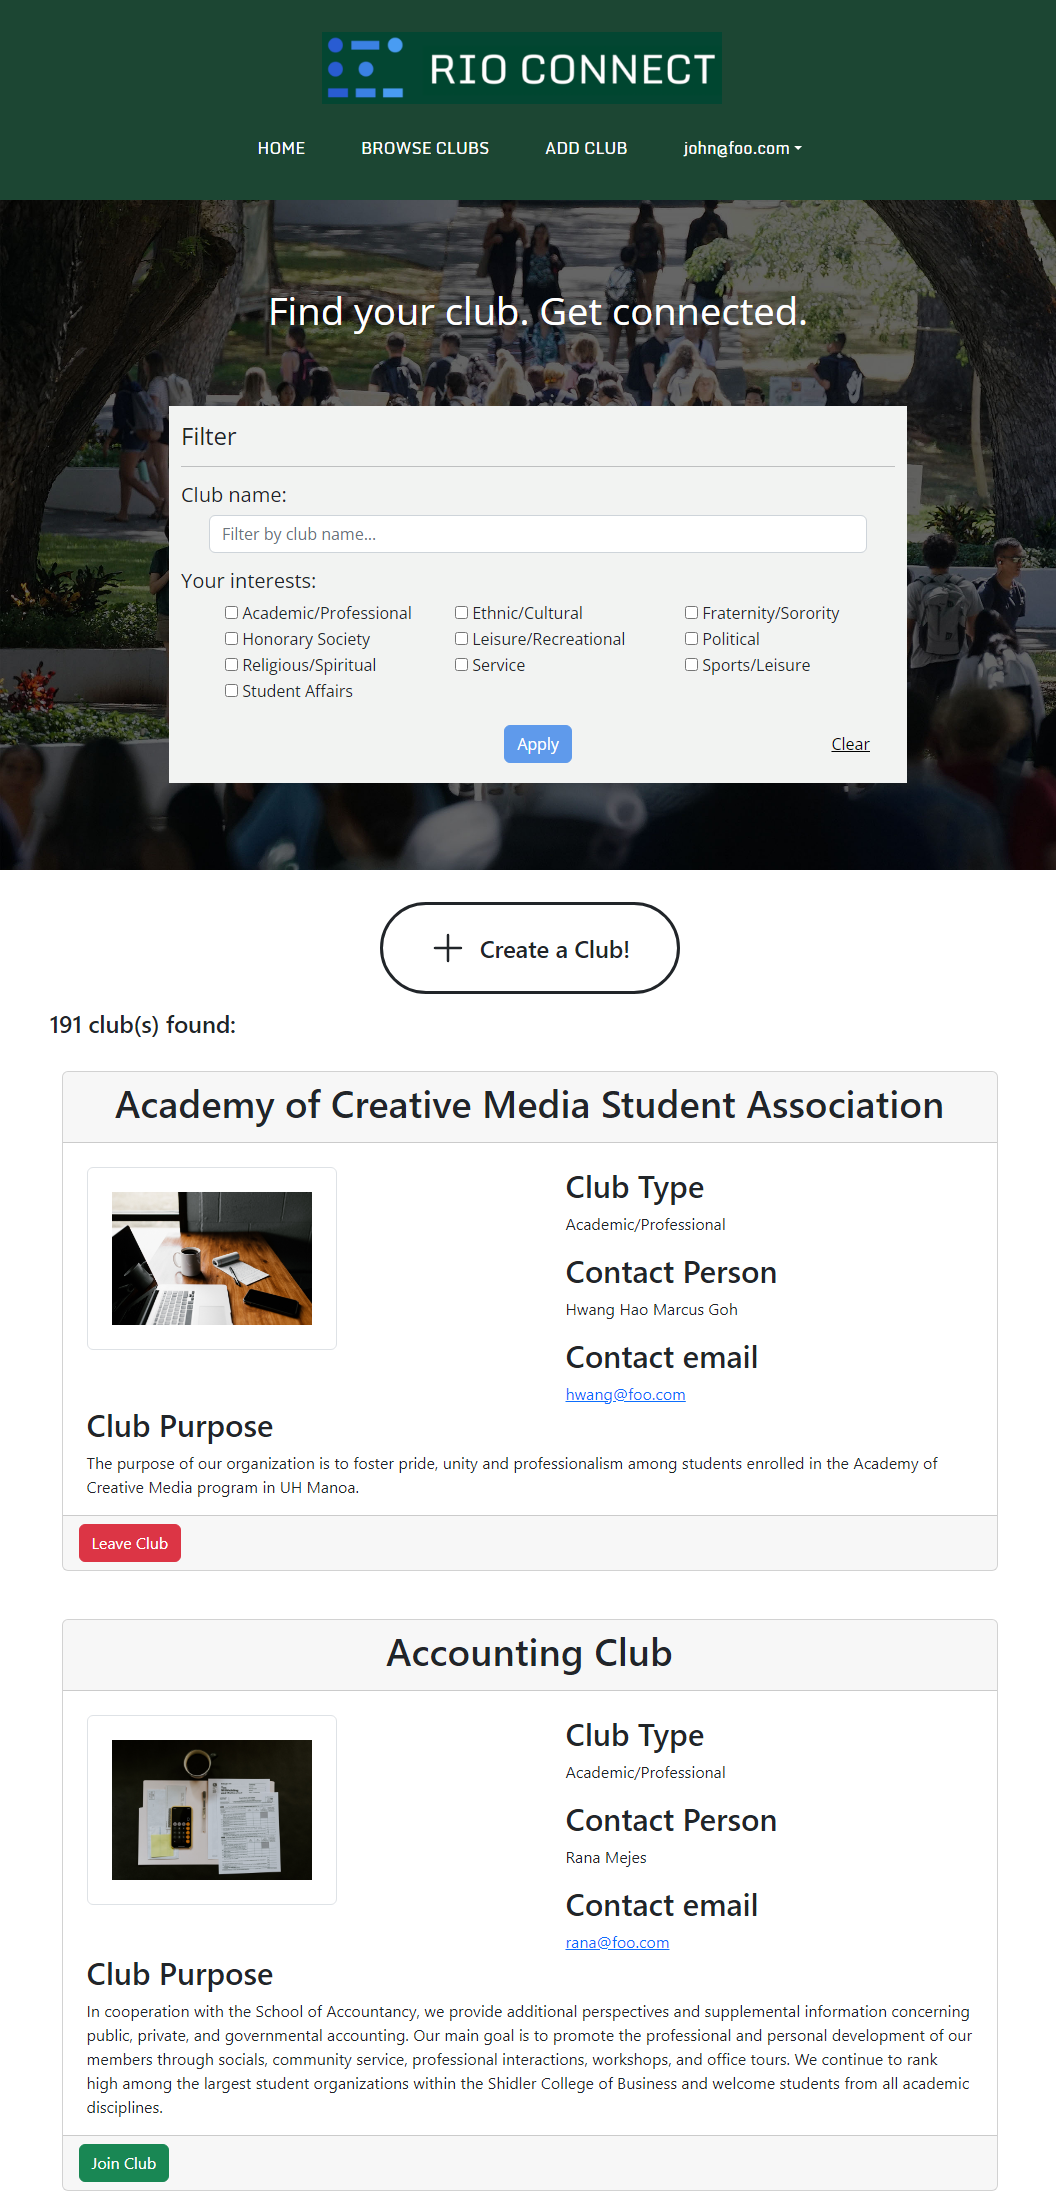 RIO CONNECT
HOME BROWSE CLUBS ADD CLUB john@foo.com
Find your club. Get connected.
Filter
Club name:
Filter by club name...
Your interests:
Academic/Professional Ethnic/Cultural Fraternity/Sorority
Honorary Society Leisure/Recreational Political
Religious/Spiritual Service Sports/Leisure
Student Affairs
Apply Clear
Create a Club!
191 club(s) found:
Academy of Creative Media Student Association
Club Type
Academic/Professional
Contact Person
Hwang Hao Marcus Goh
Contact email
hwang@foo.com
Club Purpose
The purpose of our organization is to foster pride, unity and professionalism among students enrolled in the Academy of
Creative Media program in UH Manoa.
Leave Club
Accounting Club
Club Type
Academic/Professional
Contact Person
Rana Mejes
Contact email
rana@foo.com
Club Purpose
In cooperation with the School of Accountancy, we provide additional perspectives and supplemental information concerning
public, private, and governmental accounting. Our main goal is to promote the professional and personal development of our
members through socials, community service, professional interactions, workshops, and office tours. We continue to rank
high among the largest student organizations within the Shidler College of Business and welcome students from all academic
disciplines.
Join Club